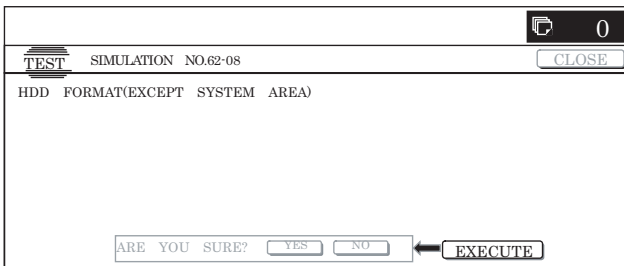 0
TEST SIMULATION NO.62-08 CLOSE
HDD FORMAT(EXCEPT SYSTEM AREA)
ARE YOU SURE? YES NO EXECUTE